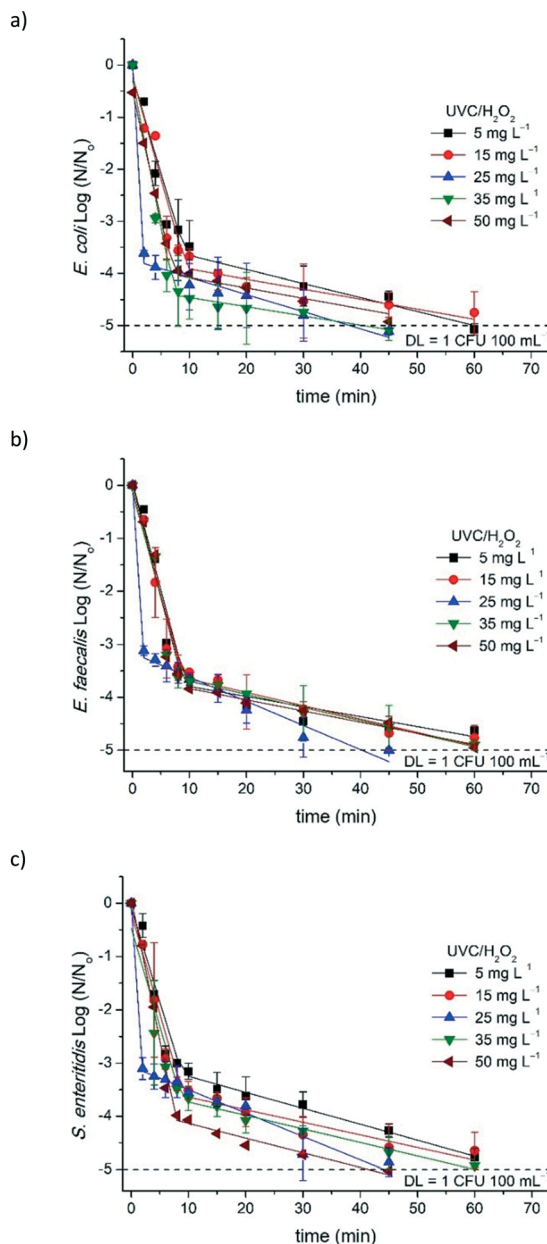 a)
0
-1
-2
-3
-4
-5
E. coli Log (N/N₀)
UVC/H₂O₂
5 mg L⁻¹
15 mg L⁻¹
25 mg L⁻¹
35 mg L⁻¹
50 mg L⁻¹
DL = 1 CFU 100 mL⁻
0 10 20 30 40 50 60 70
time (min)
b)
0
-1
-2
-3
-4
-5
E. faecalis Log (N/N₀)
UVC/H₂O₂
5 mg L ¹
15 mg L ¹
25 mg L⁻¹
35 mg L⁻¹
50 mg L⁻¹
DL = 1 CFU 100 mL⁻
0 10 20 30 40 50 60 70
time (min)
c)
0
-1
-2
-3
-4
-5
S. enteritidis Log (N/N₀)
UVC/H₂O₂
5 mg L ¹
15 mg L⁻¹
25 mg L⁻¹
35 mg L⁻¹
50 mg L⁻¹
DL = 1 CFU 100 mL⁻
0 10 20 30 40 50 60 70
time (min)